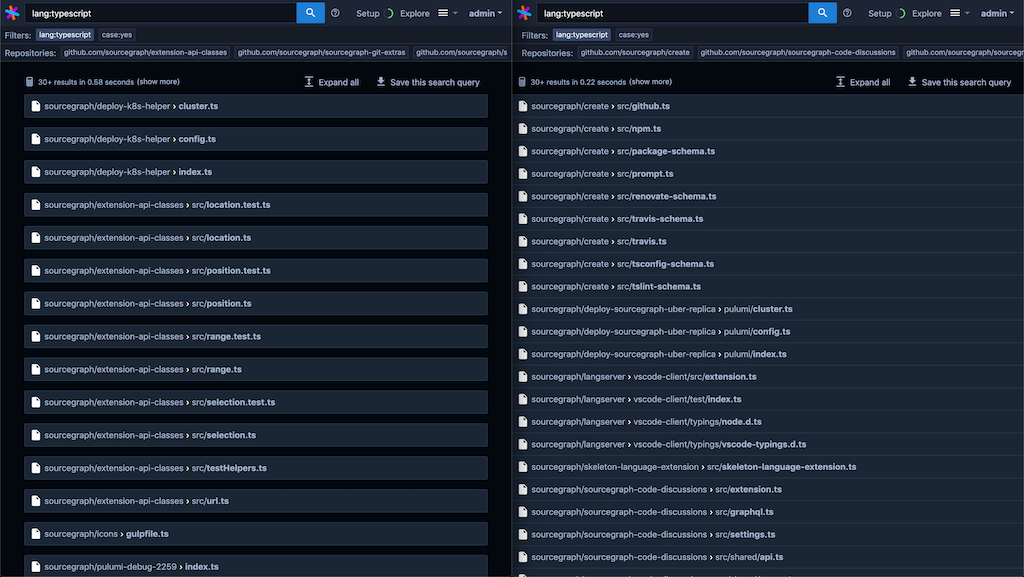 lang:typescript
Setup Explore admin
Filters: lang:typescript case:yes
Repositories: github.com/sourcegraph/extension-api-classes github.com/sourcegraph/sourcegraph-git-extras github.com/sourcegraph/s
30+ results in 0.58 seconds (show more) Expand all Save this search query
sourcegraph/deploy-k8s-helper › cluster.ts
sourcegraph/deploy-k8s-helper › config.ts
sourcegraph/deploy-k8s-helper › index.ts
sourcegraph/extension-api-classes › src/location.test.ts
sourcegraph/extension-api-classes › src/location.ts
sourcegraph/extension-api-classes › src/position.test.ts
sourcegraph/extension-api-classes › src/position.ts
sourcegraph/extension-api-classes › src/range.test.ts
sourcegraph/extension-api-classes › src/range.ts
sourcegraph/extension-api-classes › src/selection.test.ts
sourcegraph/extension-api-classes › src/selection.ts
sourcegraph/extension-api-classes › src/testHelpers.ts
sourcegraph/extension-api-classes › src/url.ts
sourcegraph/icons › gulpfile.ts
sourcegraph/pulumi-debug-2259 › index.ts
lang:typescript
Setup Explore admin
Filters: lang:typescript case:yes
Repositories: github.com/sourcegraph/create github.com/sourcegraph/sourcegraph-code-discussions github.com/sourcegraph/sourceg
30+ results in 0.22 seconds (show more) Expand all Save this search query
sourcegraph/create › src/github.ts
sourcegraph/create › src/npm.ts
sourcegraph/create › src/package-schema.ts
sourcegraph/create › src/prompt.ts
sourcegraph/create › src/renovate-schema.ts
sourcegraph/create › src/travis-schema.ts
sourcegraph/create › src/travis.ts
sourcegraph/create › src/tsconfig-schema.ts
sourcegraph/create › src/tslint-schema.ts
sourcegraph/deploy-sourcegraph-uber-replica › pulumi/cluster.ts
sourcegraph/deploy-sourcegraph-uber-replica › pulumi/config.ts
sourcegraph/deploy-sourcegraph-uber-replica › pulumi/index.ts
sourcegraph/langserver › vscode-client/src/extension.ts
sourcegraph/langserver › vscode-client/test/index.ts
sourcegraph/langserver › vscode-client/typings/node.d.ts
sourcegraph/langserver › vscode-client/typings/vscode-typings.d.ts
sourcegraph/skeleton-language-extension › src/skeleton-language-extension.ts
sourcegraph/sourcegraph-code-discussions › src/extension.ts
sourcegraph/sourcegraph-code-discussions › src/graphql.ts
sourcegraph/sourcegraph-code-discussions › src/settings.ts
sourcegraph/sourcegraph-code-discussions › src/shared/api.ts